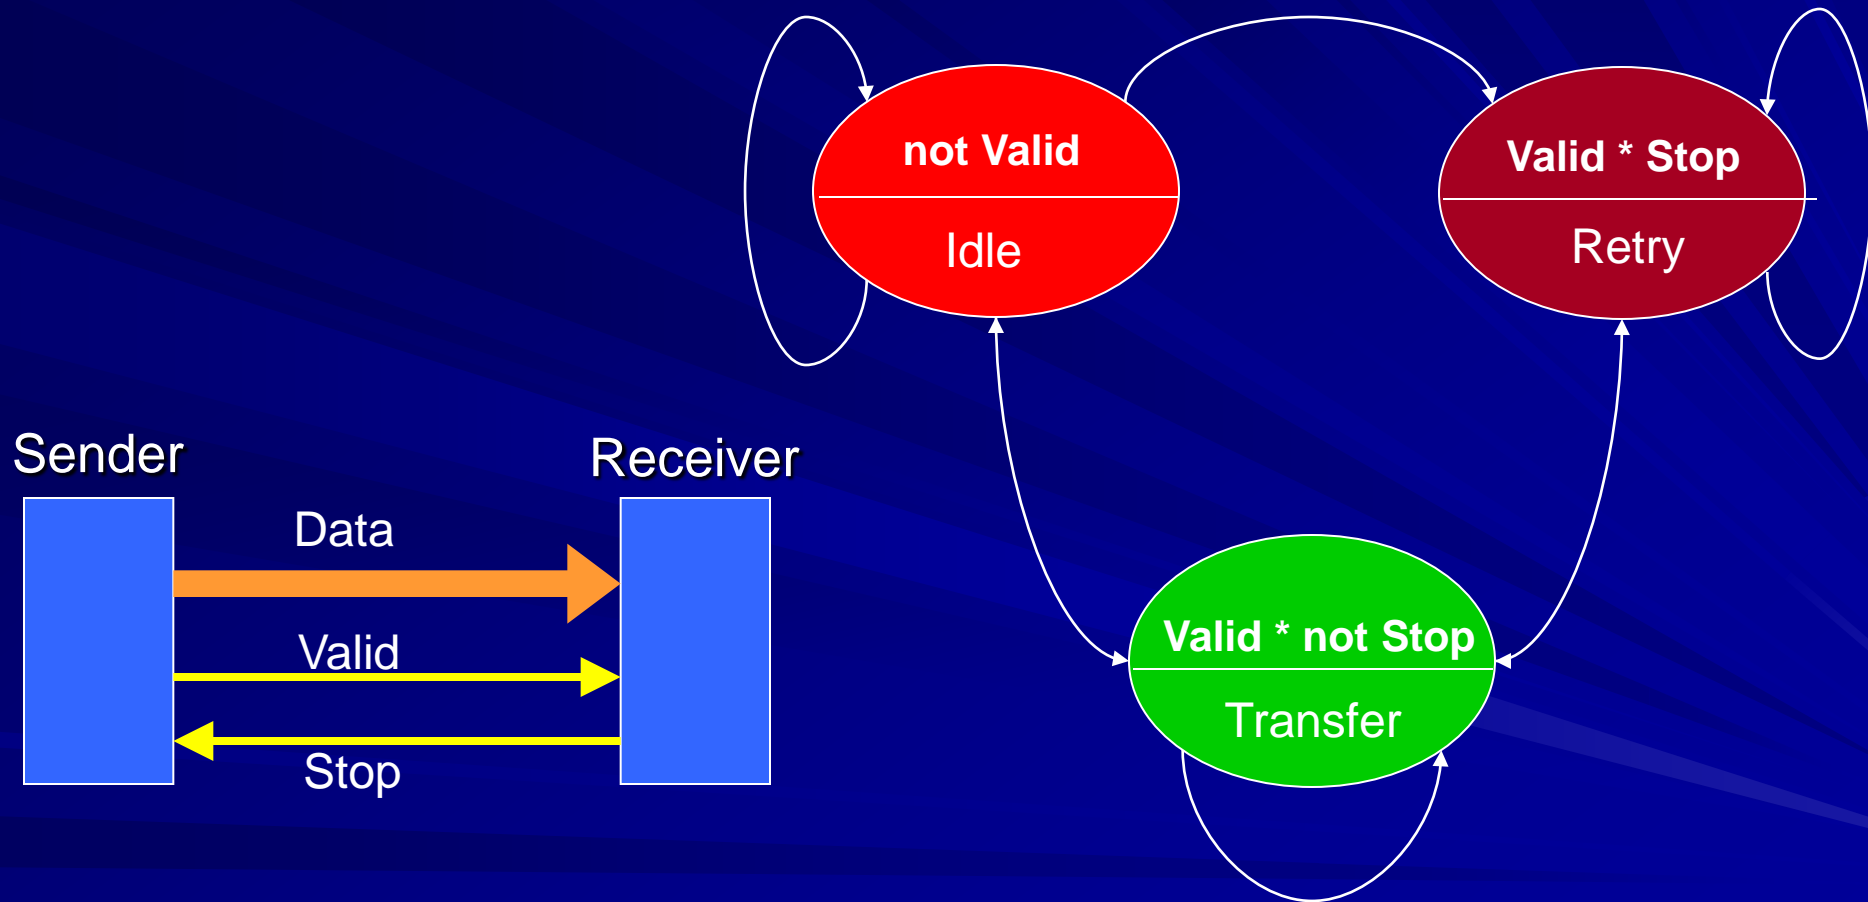 not Valid
Idle
Valid * Stop
Retry
Sender
Receiver
Data
Valid
Stop
Valid * not Stop
Transfer